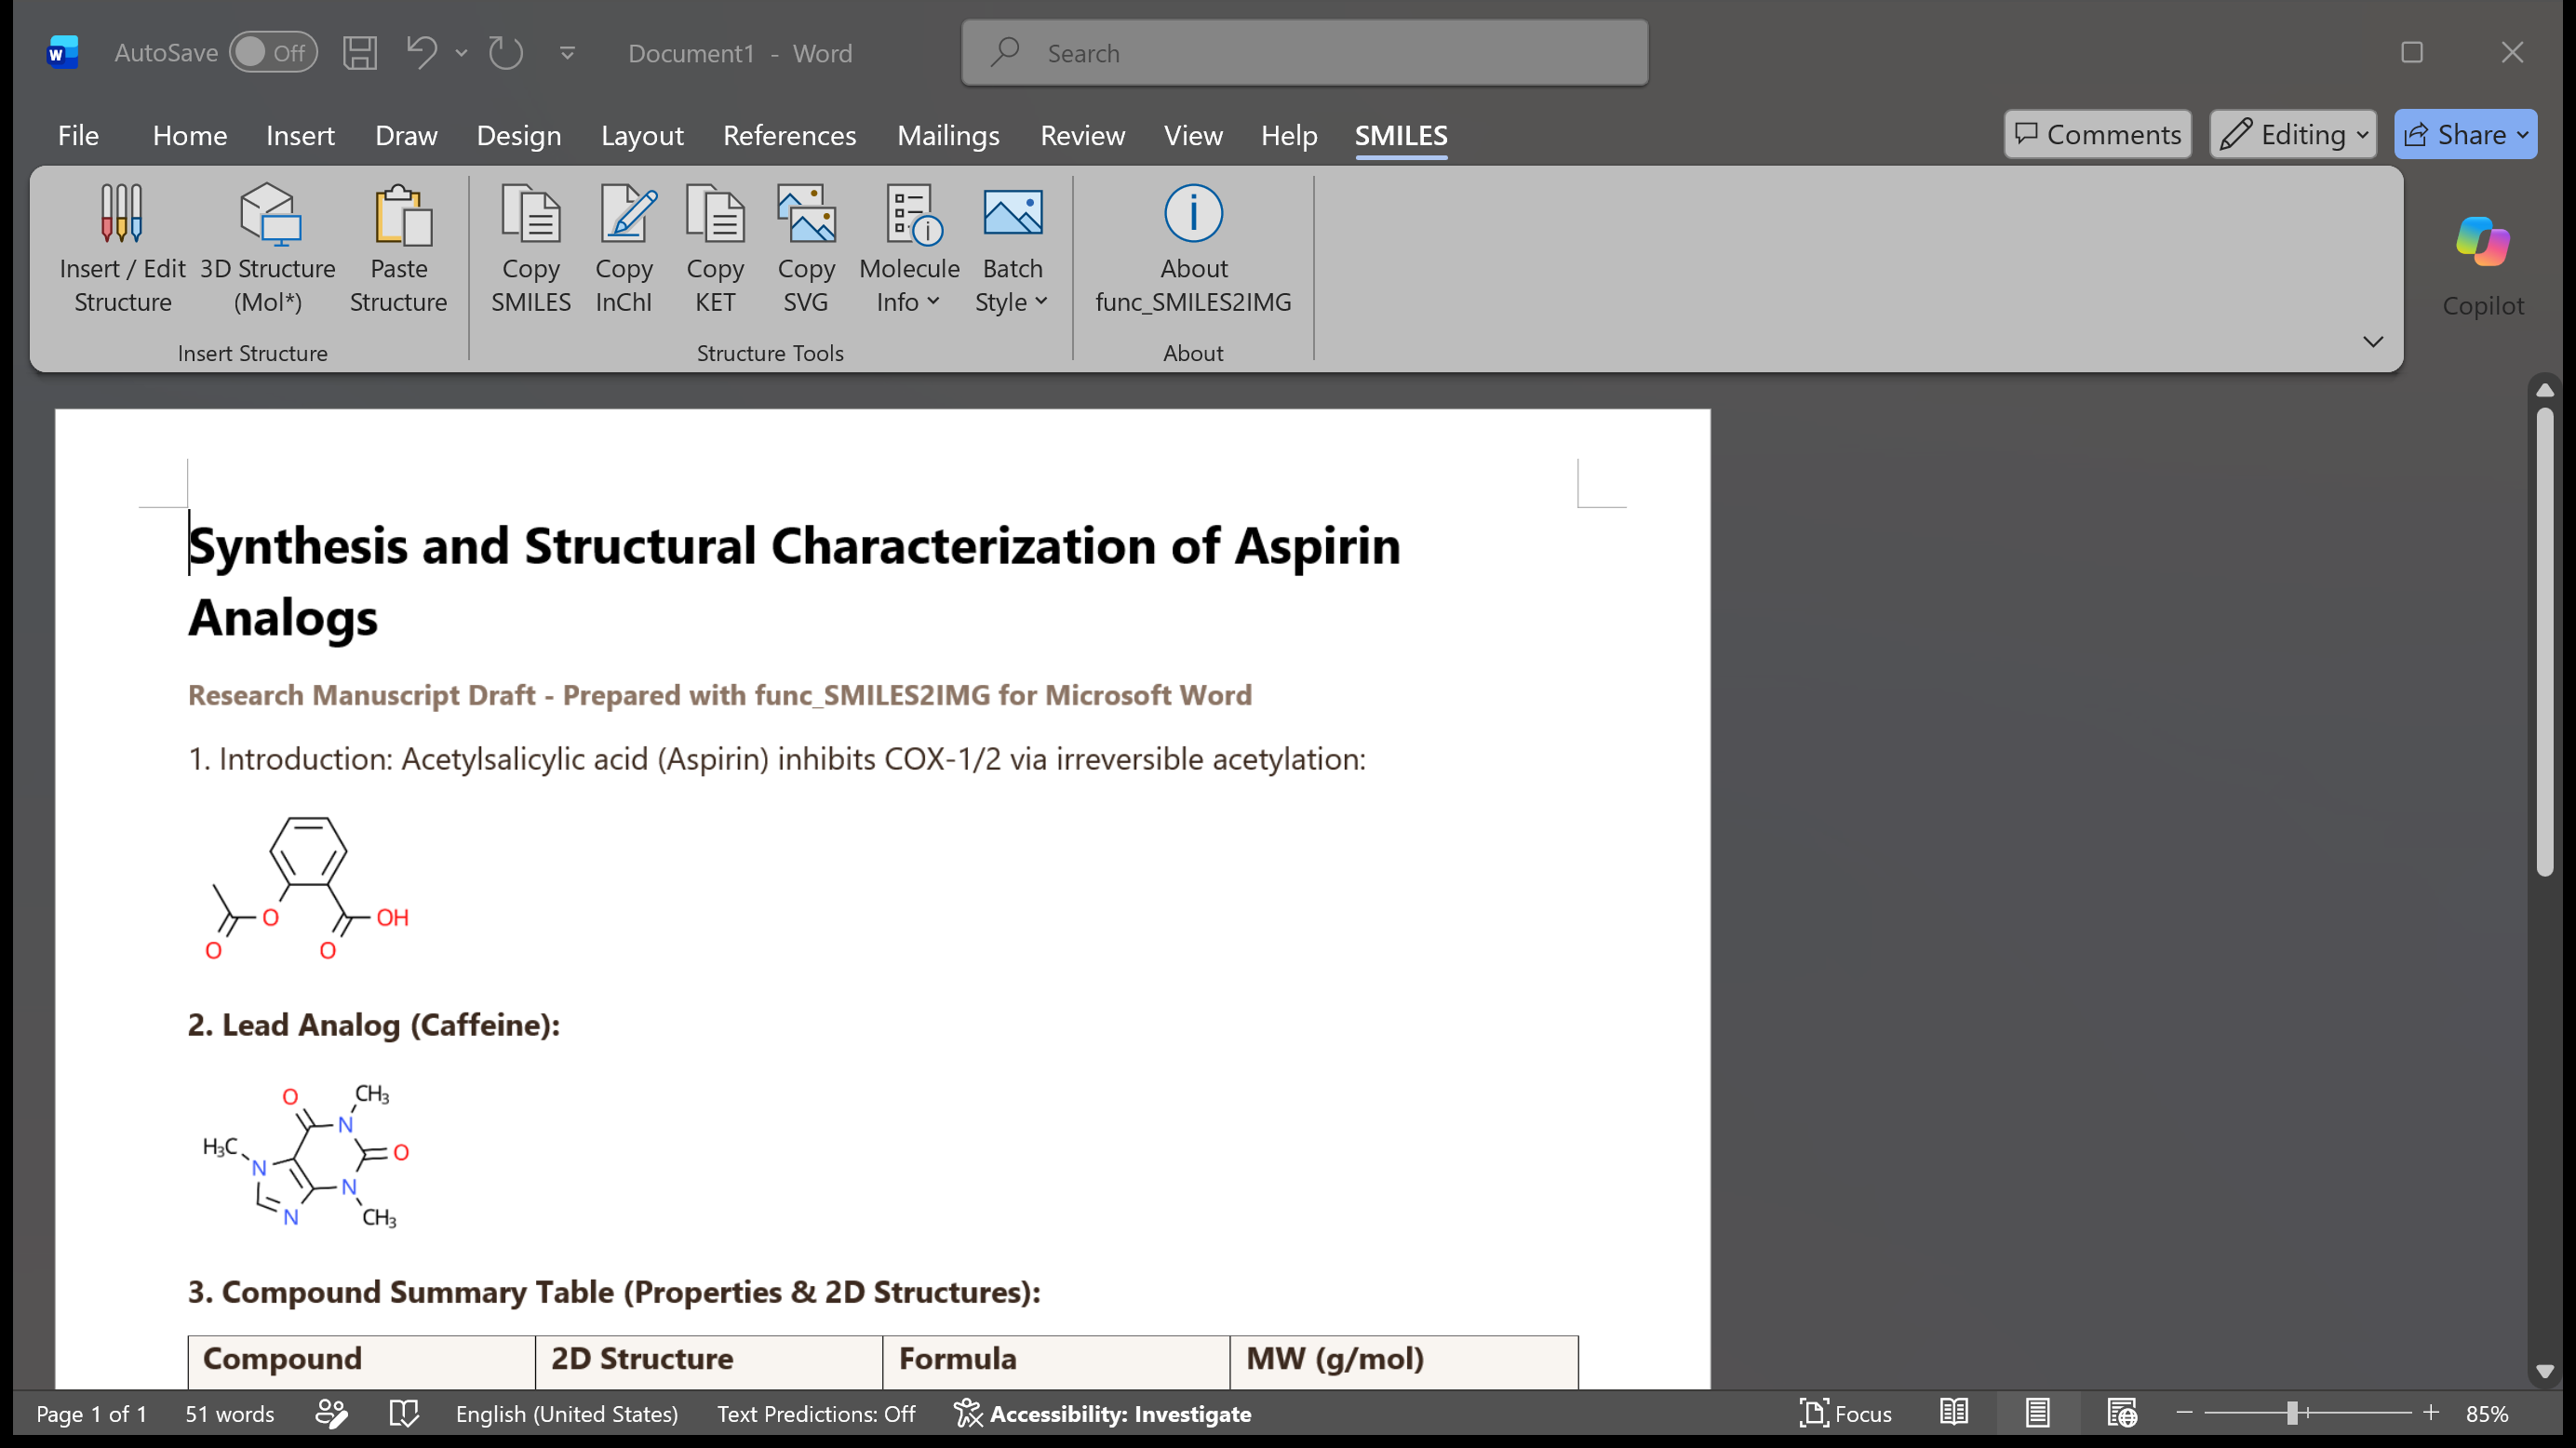 AutoSave Off Document1 - Word Search
File Home Insert Draw Design Layout References Mailings Review View Help SMILES Comments Editing Share
Insert / Edit Structure
3D Structure (Mol*)
Paste Structure
Copy SMILES
Copy InChI
Copy KET
Copy SVG
Molecule Info
Batch Style
About func_SMILES2IMG
Copilot
Insert Structure Structure Tools About
Synthesis and Structural Characterization of Aspirin
Analogs
Research Manuscript Draft - Prepared with func_SMILES2IMG for Microsoft Word
1. Introduction: Acetylsalicylic acid (Aspirin) inhibits COX-1/2 via irreversible acetylation:
O OH
O O
2. Lead Analog (Caffeine):
O CH₃
N
H₃C O
N
N
N CH₃
3. Compound Summary Table (Properties & 2D Structures):
Compound 2D Structure Formula MW (g/mol)
Page 1 of 1 51 words English (United States) Text Predictions: Off Accessibility: Investigate Focus 85%